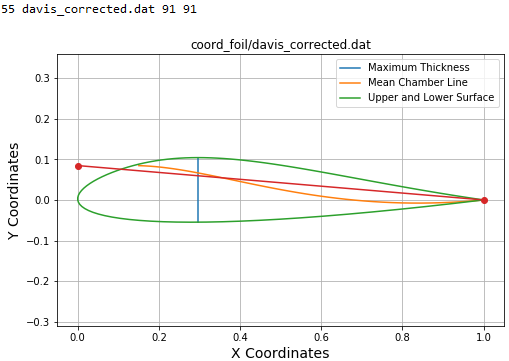 55 davis_corrected.dat 91 91
coord_foil/davis_corrected.dat
Maximum Thickness
Mean Chamber Line
Upper and Lower Surface
Y Coordinates
0.3
0.2
0.1
0.0
−0.1
−0.2
−0.3
0.0 0.2 0.4 0.6 0.8 1.0
X Coordinates